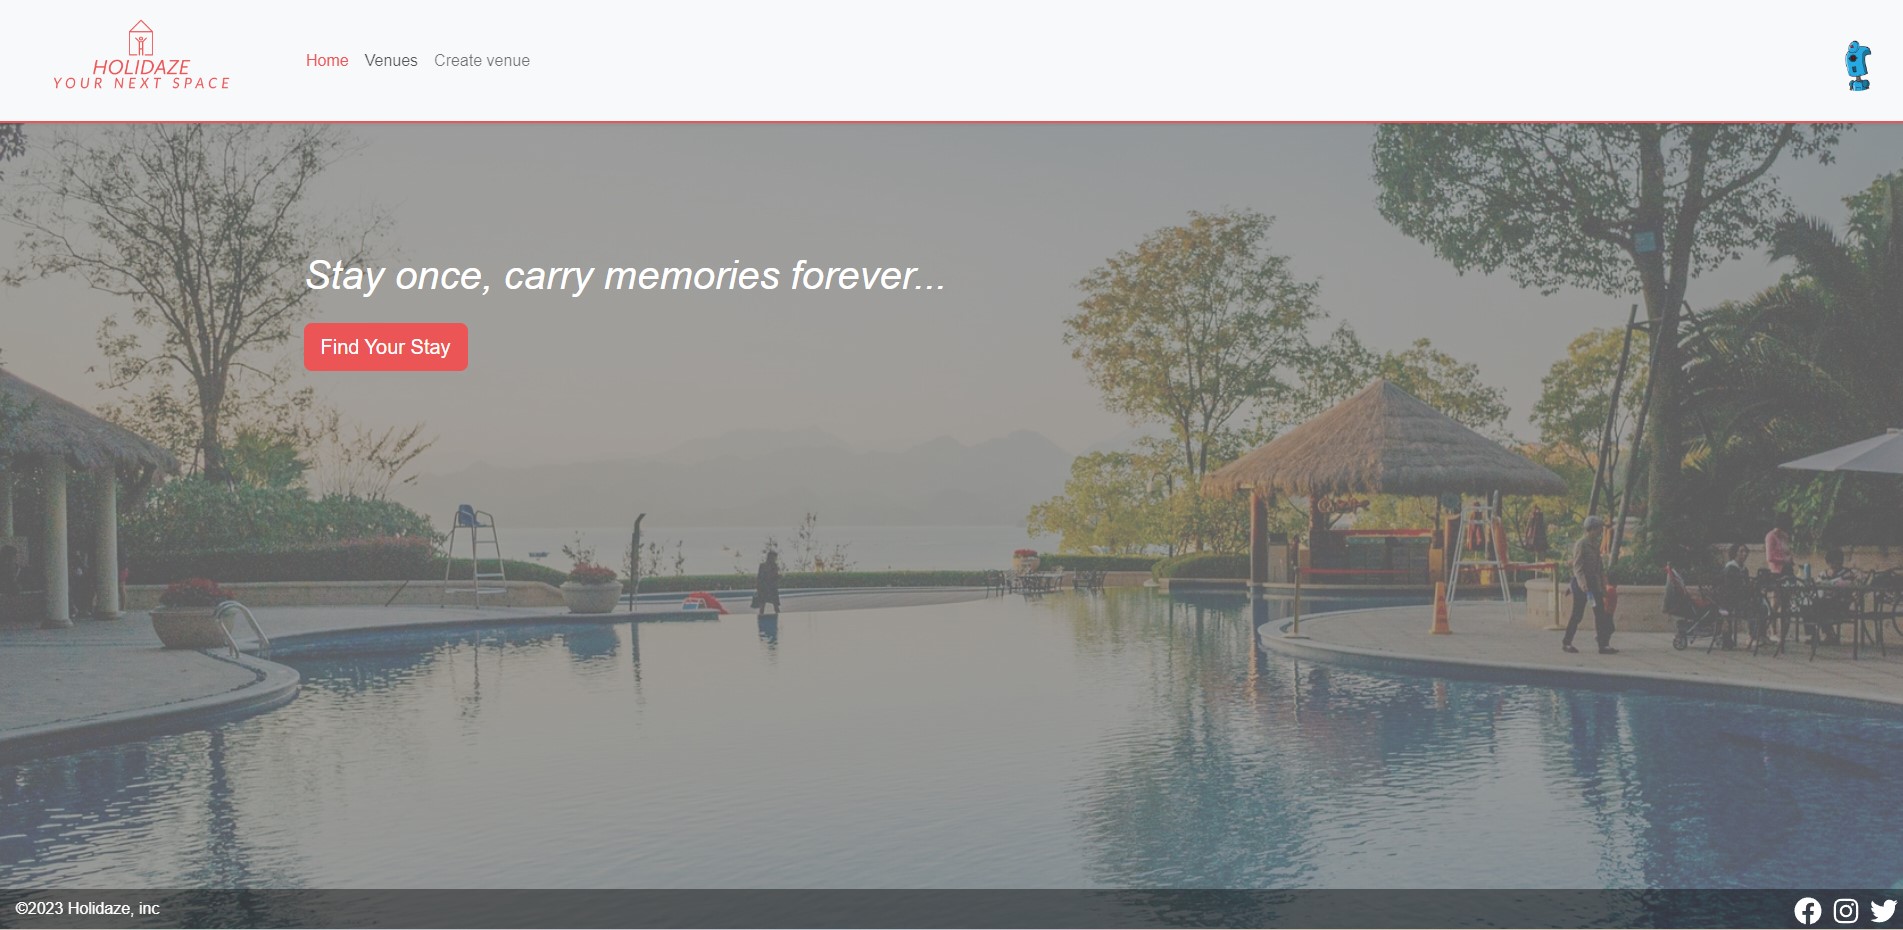 HOLIDAZE
YOUR NEXT SPACE
Home Venues Create venue
Stay once, carry memories forever...
Find Your Stay
©2023 Holidaze, inc